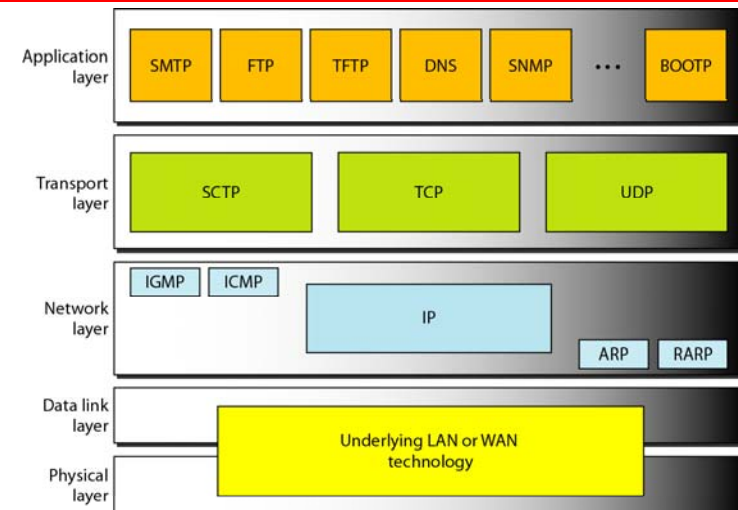 Application
layer
SMTP FTP TFTP DNS SNMP ... BOOTP
Transport
layer
SCTP TCP UDP
IGMP ICMP
Network
layer
IP
ARP RARP
Data link
layer
Underlying LAN or WAN
technology
Physical
layer